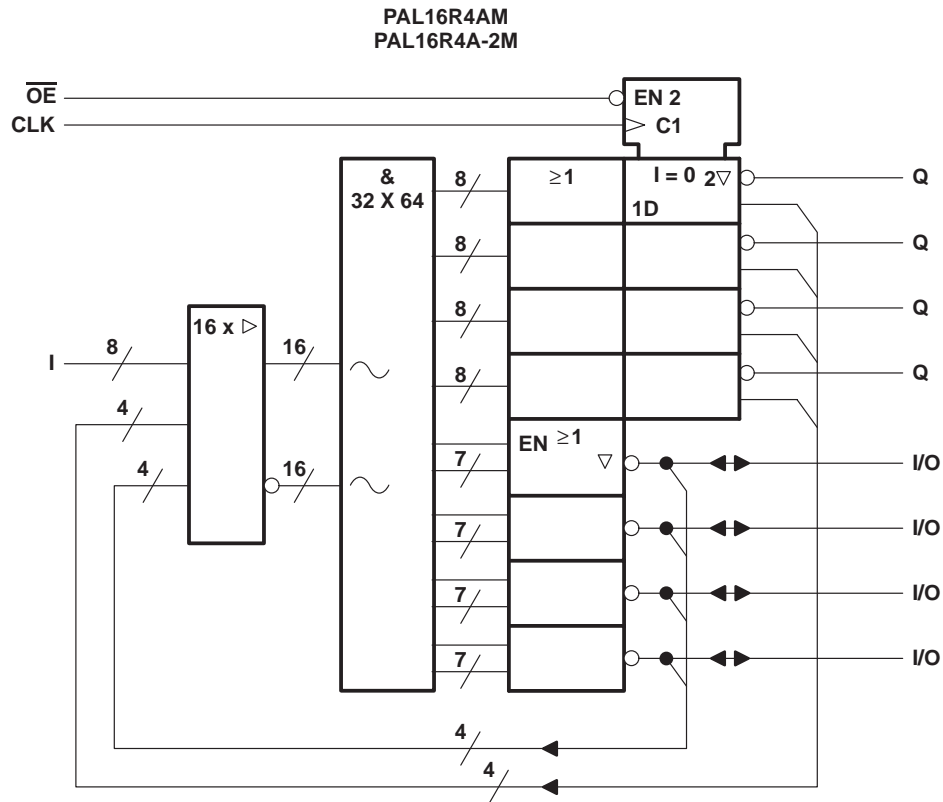 PAL16R4AM
PAL16R4A-2M
OE
EN 2
CLK
C1
&
32 X 64
8
≥1
I = 0
2▽
Q
1D
8
Q
8
Q
16 x ▷
I
8
16
8
Q
4
EN ≥1
▽
7
I/O
4
16
7
I/O
7
I/O
7
I/O
4
4